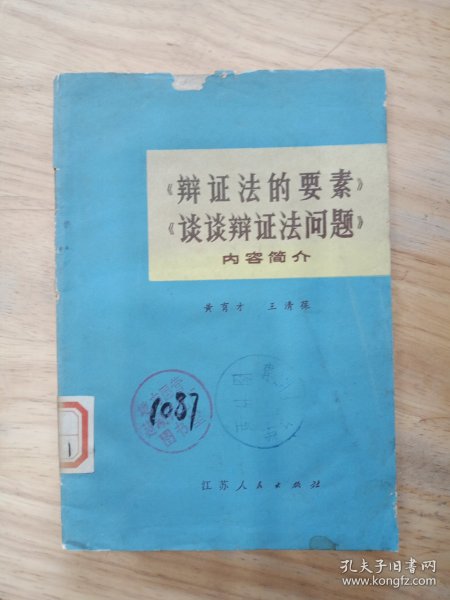 《辩证法的要素》
《谈谈辩证法问题》
内容简介
黄育才 王清葆
1087
1
江苏人民出版社
孔夫子旧书网
www.kongfz.com